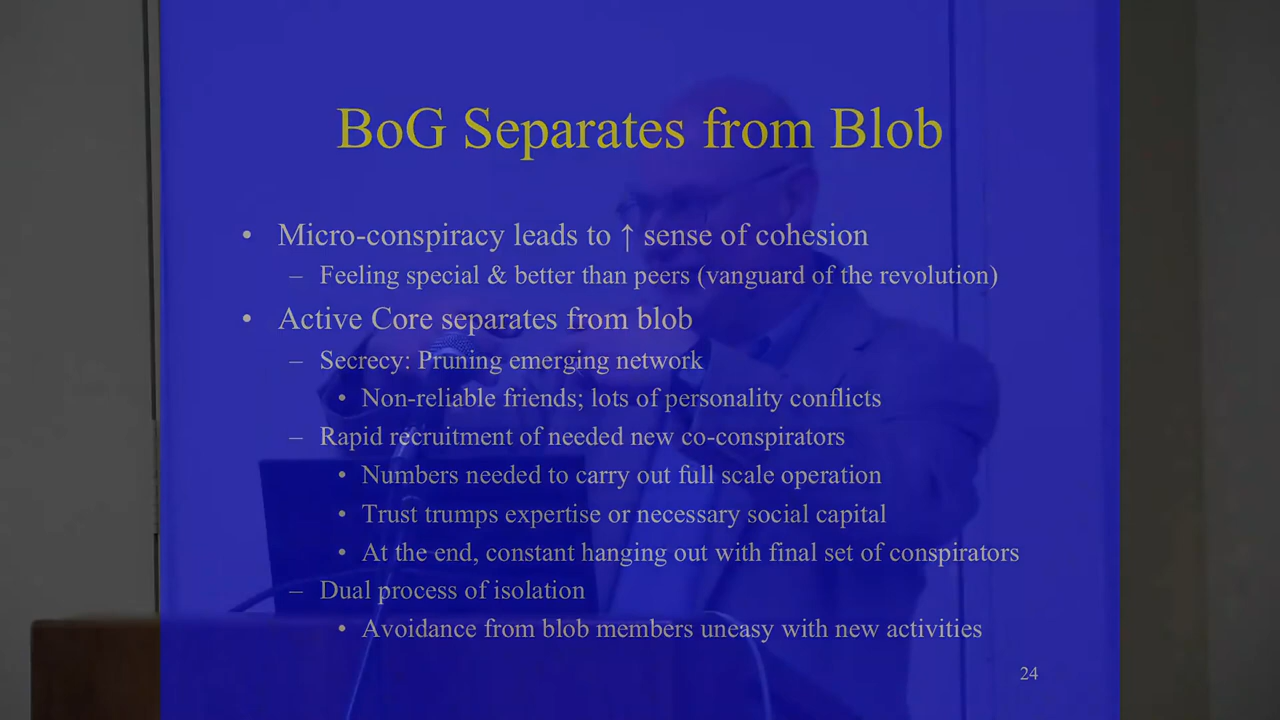 BoG Separates from Blob
• Micro-conspiracy leads to ↑ sense of cohesion
– Feeling special & better than peers (vanguard of the revolution)
• Active Core separates from blob
– Secrecy: Pruning emerging network
• Non-reliable friends; lots of personality conflicts
– Rapid recruitment of needed new co-conspirators
• Numbers needed to carry out full scale operation
• Trust trumps expertise or necessary social capital
• At the end, constant hanging out with final set of conspirators
– Dual process of isolation
• Avoidance from blob members uneasy with new activities
24